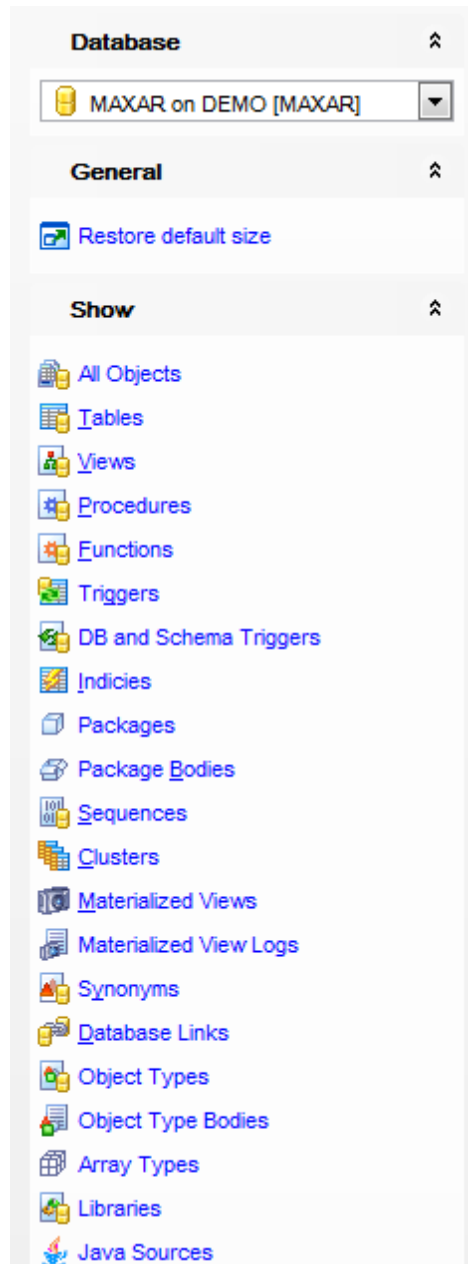 Database
MAXAR on DEMO [MAXAR]
General
Restore default size
Show
All Objects
Tables
Views
Procedures
Functions
Triggers
DB and Schema Triggers
Indicies
Packages
Package Bodies
Sequences
Clusters
Materialized Views
Materialized View Logs
Synonyms
Database Links
Object Types
Object Type Bodies
Array Types
Libraries
Java Sources